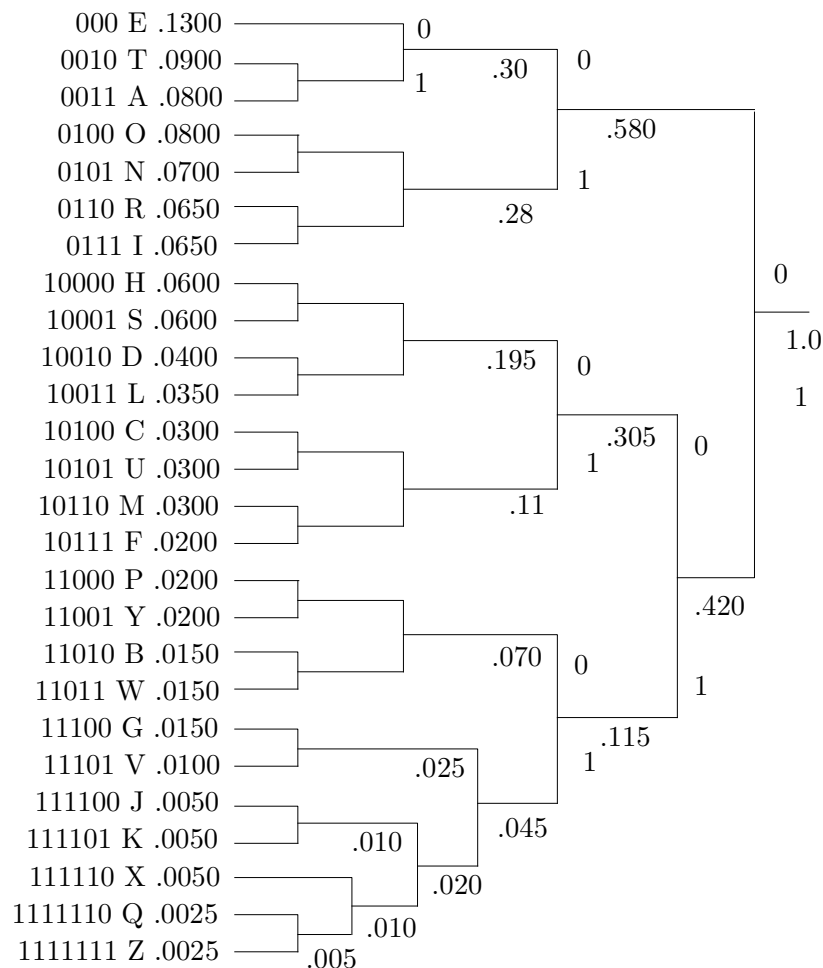 000 E .1300
0
0010 T .0900
.30
0
0011 A .0800
1
0100 O .0800
.580
0101 N .0700
1
0110 R .0650
.28
0111 I .0650
0
10000 H .0600
10001 S .0600
1.0
10010 D .0400
.195
0
10011 L .0350
1
10100 C .0300
.305
0
10101 U .0300
1
10110 M .0300
.11
10111 F .0200
11000 P .0200
.420
11001 Y .0200
11010 B .0150
.070
0
11011 W .0150
1
11100 G .0150
.115
11101 V .0100
.025
1
111100 J .0050
.045
111101 K .0050
.010
111110 X .0050
.020
1111110 Q .0025
.010
1111111 Z .0025
.005